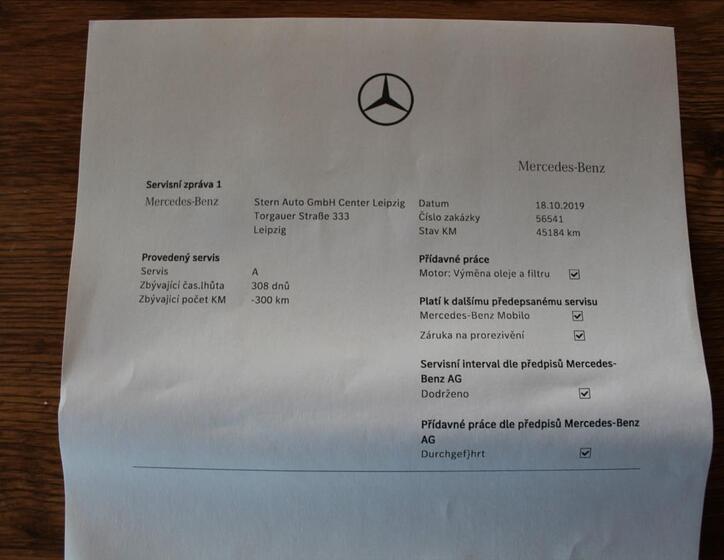 Mercedes-Benz
Servisní zpráva 1
Mercedes-Benz
Stern Auto GmbH Center Leipzig
Torgauer Straße 333
Leipzig
Datum 18.10.2019
Číslo zakázky 56541
Stav KM 45184 km
Provedený servis
Servis A
Zbývající čas.lhůta 308 dnů
Zbývající počet KM -300 km
Přídavné práce
Motor: Výměna oleje a filtru
Platí k dalšímu předepsanému servisu
Mercedes-Benz Mobilo
Záruka na prorezivění
Servisní interval dle předpisů Mercedes-
Benz AG
Dodrženo
Přídavné práce dle předpisů Mercedes-Benz
AG
Durchgef}hrt